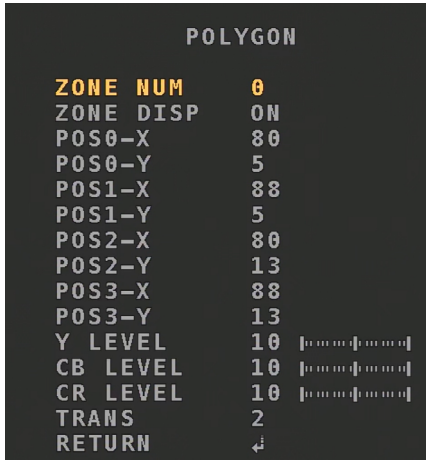 POLYGON
ZONE NUM 0
ZONE DISP ON
POS0-X 80
POS0-Y 5
POS1-X 88
POS1-Y 5
POS2-X 80
POS2-Y 13
POS3-X 88
POS3-Y 13
Y LEVEL 10
CB LEVEL 10
CR LEVEL 10
TRANS 2
RETURN ↲